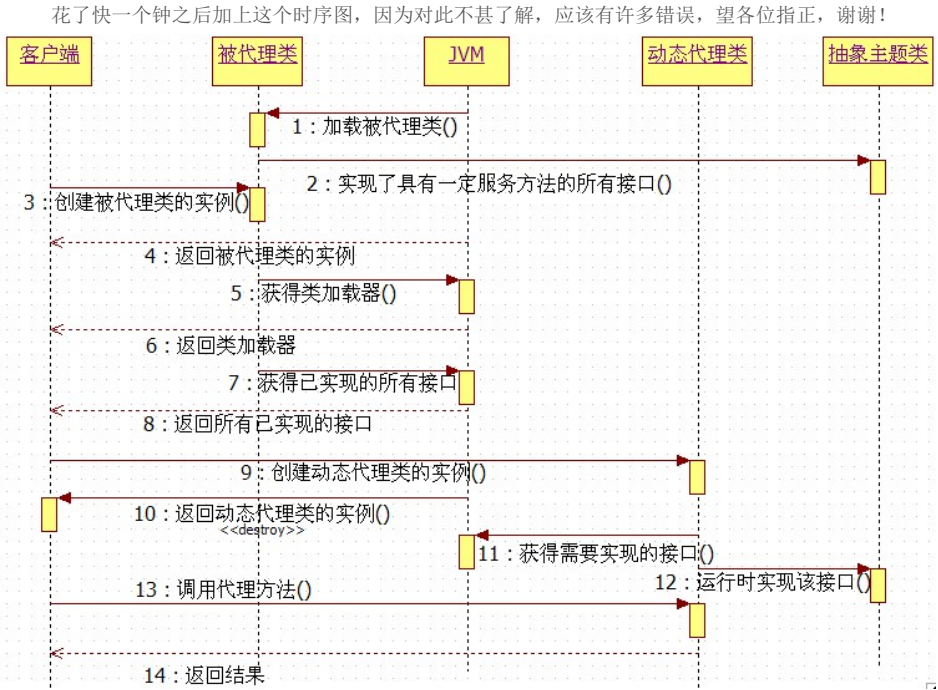 花了快一个钟之后加上这个时序图，因为对此不甚了解，应该有许多错误，望各位指正，谢谢！
客户端 被代理类 JVM 动态代理类 抽象主题类
1：加载被代理类()
2：实现了具有一定服务方法的所有接口()
3：创建被代理类的实例()
4：返回被代理类的实例
5：获得类加载器()
6：返回类加载器
7：获得已实现的所有接口
8：返回所有已实现的接口
9：创建动态代理类的实例()
10：返回动态代理类的实例()
<<destroy>>
11：获得需要实现的接口()
12：运行时实现该接口()
13：调用代理方法()
14：返回结果